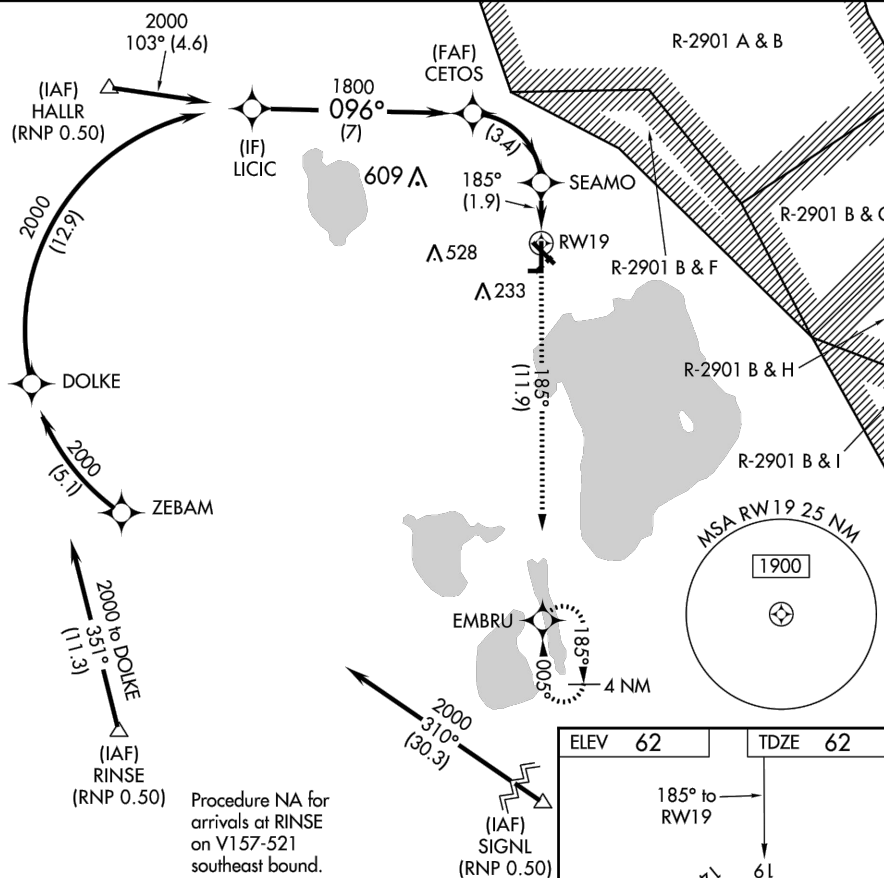 2000
103° (4.6)
(IAF)
HALLR
(RNP 0.50)
(IF)
LICIC
1800
096°
(7)
(FAF)
CETOS
(3.4)
R-2901 A & B
609
185°
(1.9)
SEAMO
528
RW19
233
R-2901 B & F
R-2901 B &
R-2901 B & H
R-2901 B & I
2000
(12.9)
DOLKE
2000
(5.1)
ZEBAM
185°
(11.9)
2000 to DOLKE
351°
(11.3)
(IAF)
RINSE
(RNP 0.50)
Procedure NA for
arrivals at RINSE
on V157-521
southeast bound.
EMBRU
185°
005°
4 NM
2000
310°
(30.3)
(IAF)
SIGNL
(RNP 0.50)
MSA RW19 25 NM
1900
ELEV 62
TDZE 62
185° to
RW19
19